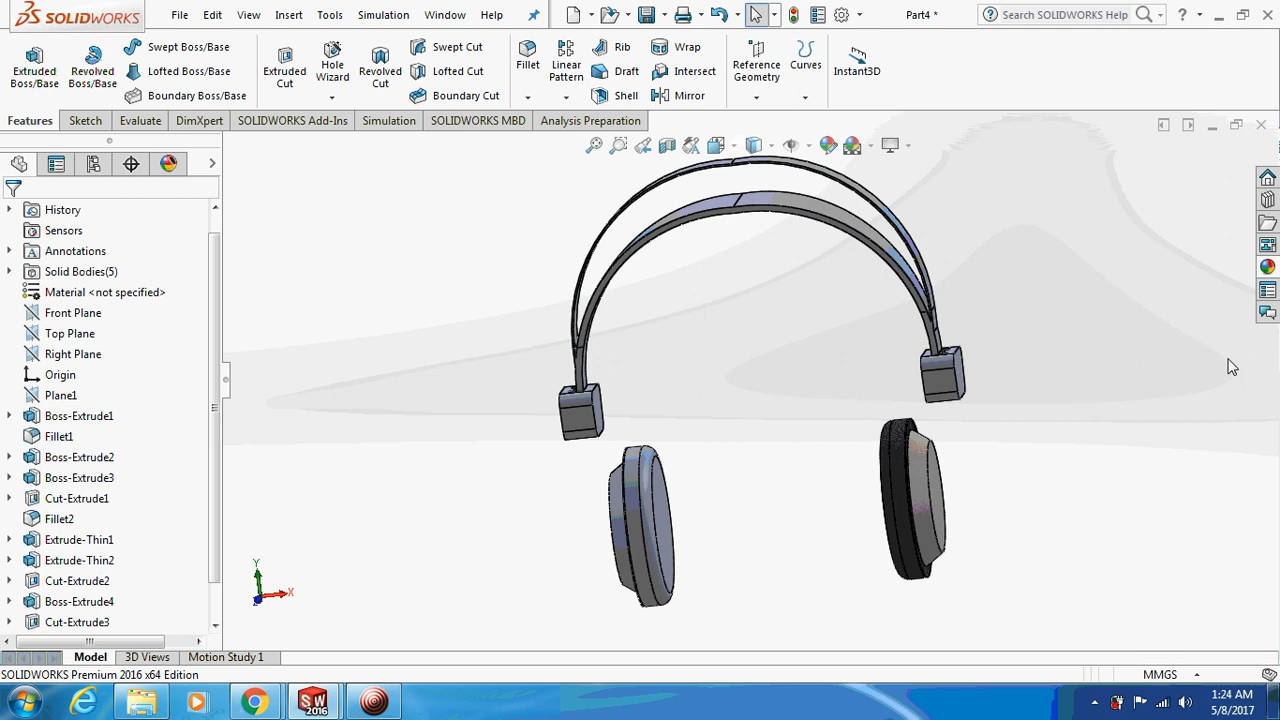 SOLIDWORKS File Edit View Insert Tools Simulation Window Help Part4 * Search SOLIDWORKS Help ?
Extruded Boss/Base
Revolved Boss/Base
Swept Boss/Base
Lofted Boss/Base
Boundary Boss/Base
Extruded Cut
Hole Wizard
Revolved Cut
Swept Cut
Lofted Cut
Boundary Cut
Fillet
Linear Pattern
Rib
Draft
Shell
Wrap
Intersect
Mirror
Reference Geometry
Curves
Instant3D
Features Sketch Evaluate DimXpert SOLIDWORKS Add-Ins Simulation SOLIDWORKS MBD Analysis Preparation
History
Sensors
Annotations
Solid Bodies(5)
Material <not specified>
Front Plane
Top Plane
Right Plane
Origin
Plane1
Boss-Extrude1
Fillet1
Boss-Extrude2
Boss-Extrude3
Cut-Extrude1
Fillet2
Extrude-Thin1
Extrude-Thin2
Cut-Extrude2
Boss-Extrude4
Cut-Extrude3
Y
X
Z
Model 3D Views Motion Study 1
SOLIDWORKS Premium 2016 x64 Edition MMGS
SW 2016
1:24 AM
5/8/2017